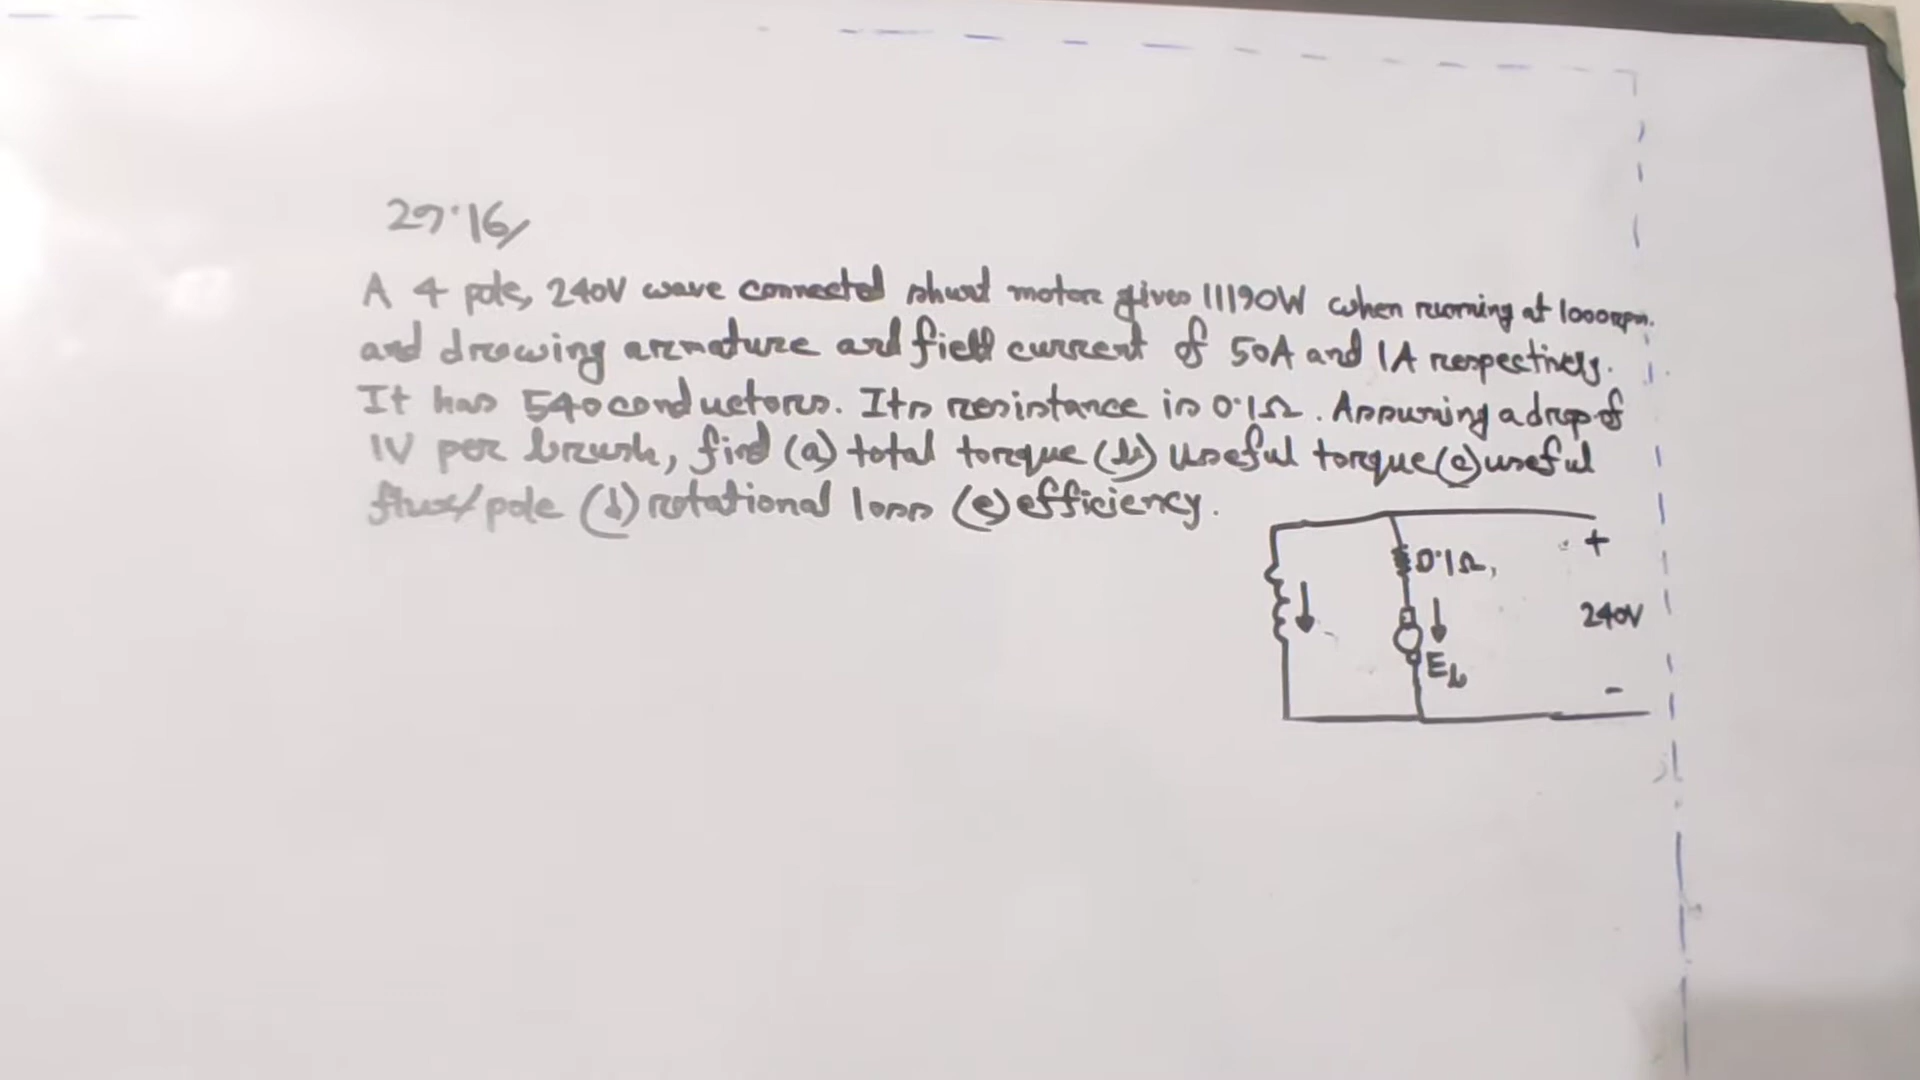 29.16/
A 4 pole, 240V wave connected shunt motor gives 11190W when running at 1000rpm.
and drawing armature and field current of 50A and 1A respectively.
It has 540 conductors. Its resistance is 0.1Ω. Assuming a drop of
1V per brush, find (a) total torque (b) useful torque (c) useful
flux/pole (d) rotational loss (e) efficiency.
+
0.1Ω,
240V
Eb
-